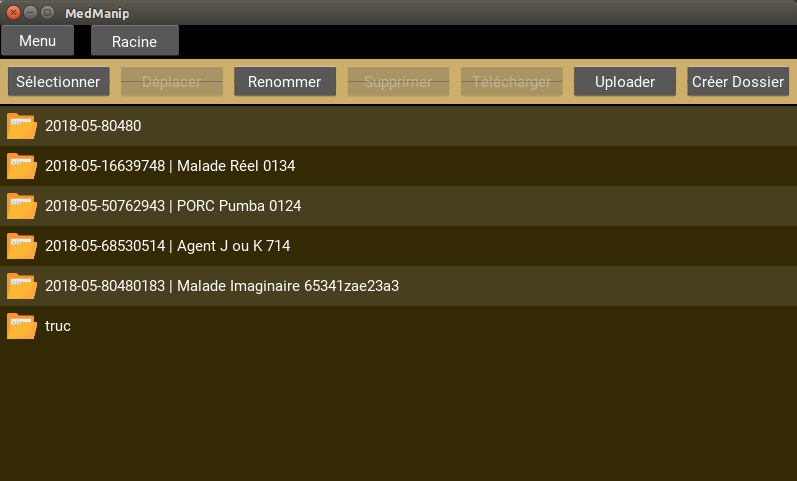 MedManip
Menu Racine
Sélectionner Déplacer Renommer Supprimer Télécharger Uploader Créer Dossier
2018-05-80480
2018-05-16639748 | Malade Réel 0134
2018-05-50762943 | PORC Pumba 0124
2018-05-68530514 | Agent J ou K 714
2018-05-80480183 | Malade Imaginaire 65341zae23a3
truc